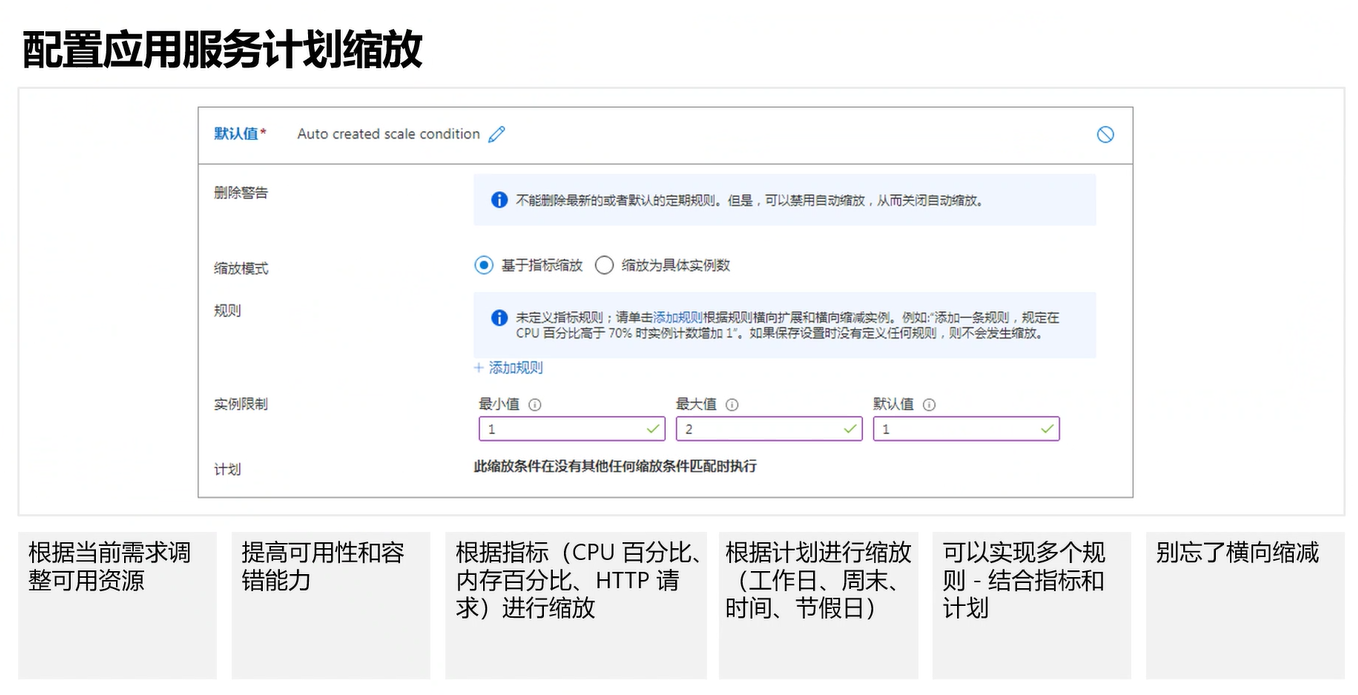 配置应用服务计划缩放
默认值* Auto created scale condition
删除警告 不能删除最新的或者默认的定期规则。但是，可以禁用自动缩放，从而关闭自动缩放。
缩放模式 基于指标缩放 缩放为具体实例数
规则 未定义指标规则；请单击添加规则根据规则横向扩展和横向缩减实例。例如:“添加一条规则，规定在
CPU 百分比高于 70% 时实例计数增加 1”。如果保存设置时没有定义任何规则，则不会发生缩放。
+ 添加规则
实例限制 最小值 最大值 默认值
1 2 1
计划 此缩放条件在没有其他任何缩放条件匹配时执行
根据当前需求调
整可用资源
提高可用性和容
错能力
根据指标（CPU 百分比、
内存百分比、HTTP 请
求）进行缩放
根据计划进行缩放
（工作日、周末、
时间、节假日）
可以实现多个规
则 - 结合指标和
计划
别忘了横向缩减